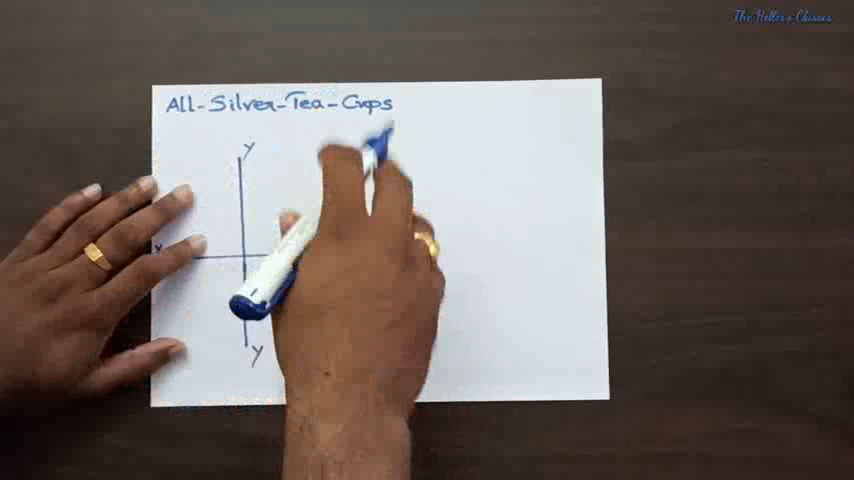 The Hellers Classes
All-Silver-Tea-Cups
y
x
y